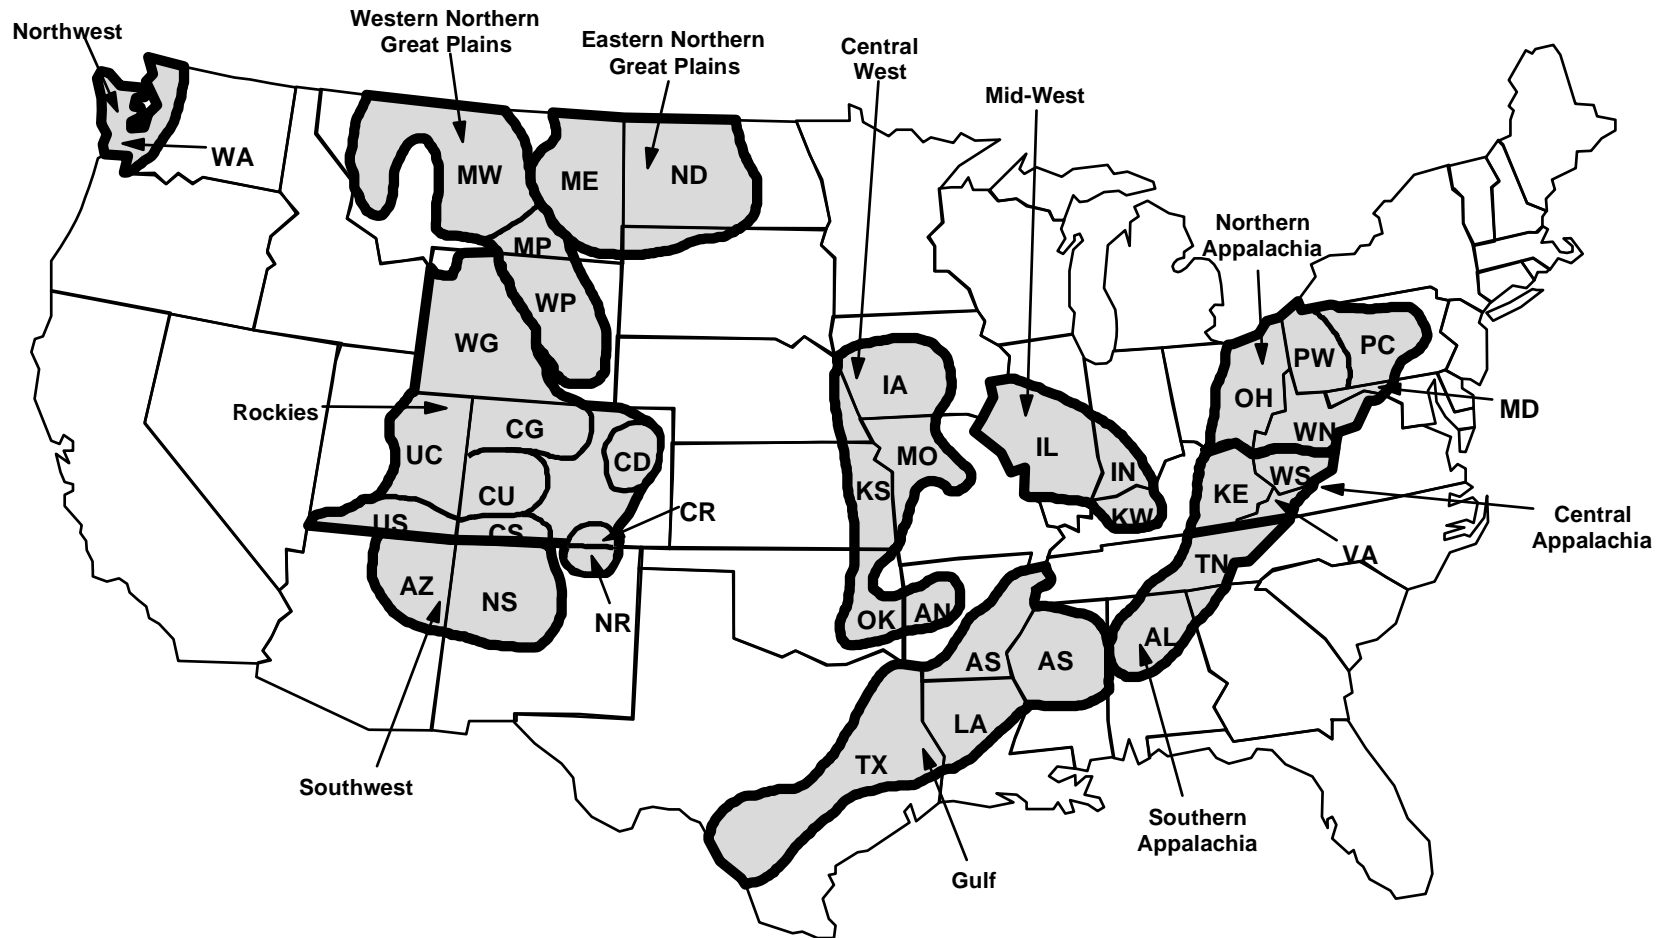 Western Northern
Great Plains
Northwest
Eastern Northern
Great Plains
Central
West
Mid-West
WA
MW
ME
ND
Northern
Appalachia
MP
WP
WG
PW
PC
IA
Rockies
CG
OH
MD
WN
UC
CD
MO
IL
IN
WS
CU
KS
KE
KW
US
CS
CR
Central
Appalachia
VA
TN
AZ
NS
NR
OK
AN
AL
AS
AS
LA
TX
Southwest
Southern
Appalachia
Gulf